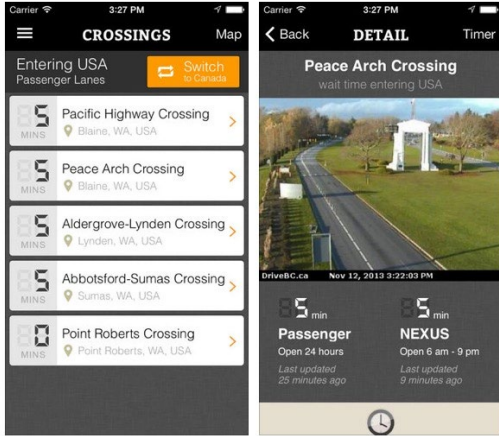 Carrier 3:27 PM
CROSSINGS Map
Entering USA
Passenger Lanes
Switch
to Canada
5
MINS
Pacific Highway Crossing
Blaine, WA, USA
5
MINS
Peace Arch Crossing
Blaine, WA, USA
5
MINS
Aldergrove-Lynden Crossing
Lynden, WA, USA
5
MINS
Abbotsford-Sumas Crossing
Sumas, WA, USA
0
MINS
Point Roberts Crossing
Point Roberts, WA, USA
Carrier 3:27 PM
Back DETAIL Timer
Peace Arch Crossing
wait time entering USA
DriveBC.ca Nov 12, 2013 3:22:03 PM
5 min
Passenger
Open 24 hours
Last updated
25 minutes ago
5 min
NEXUS
Open 6 am - 9 pm
Last updated
9 minutes ago